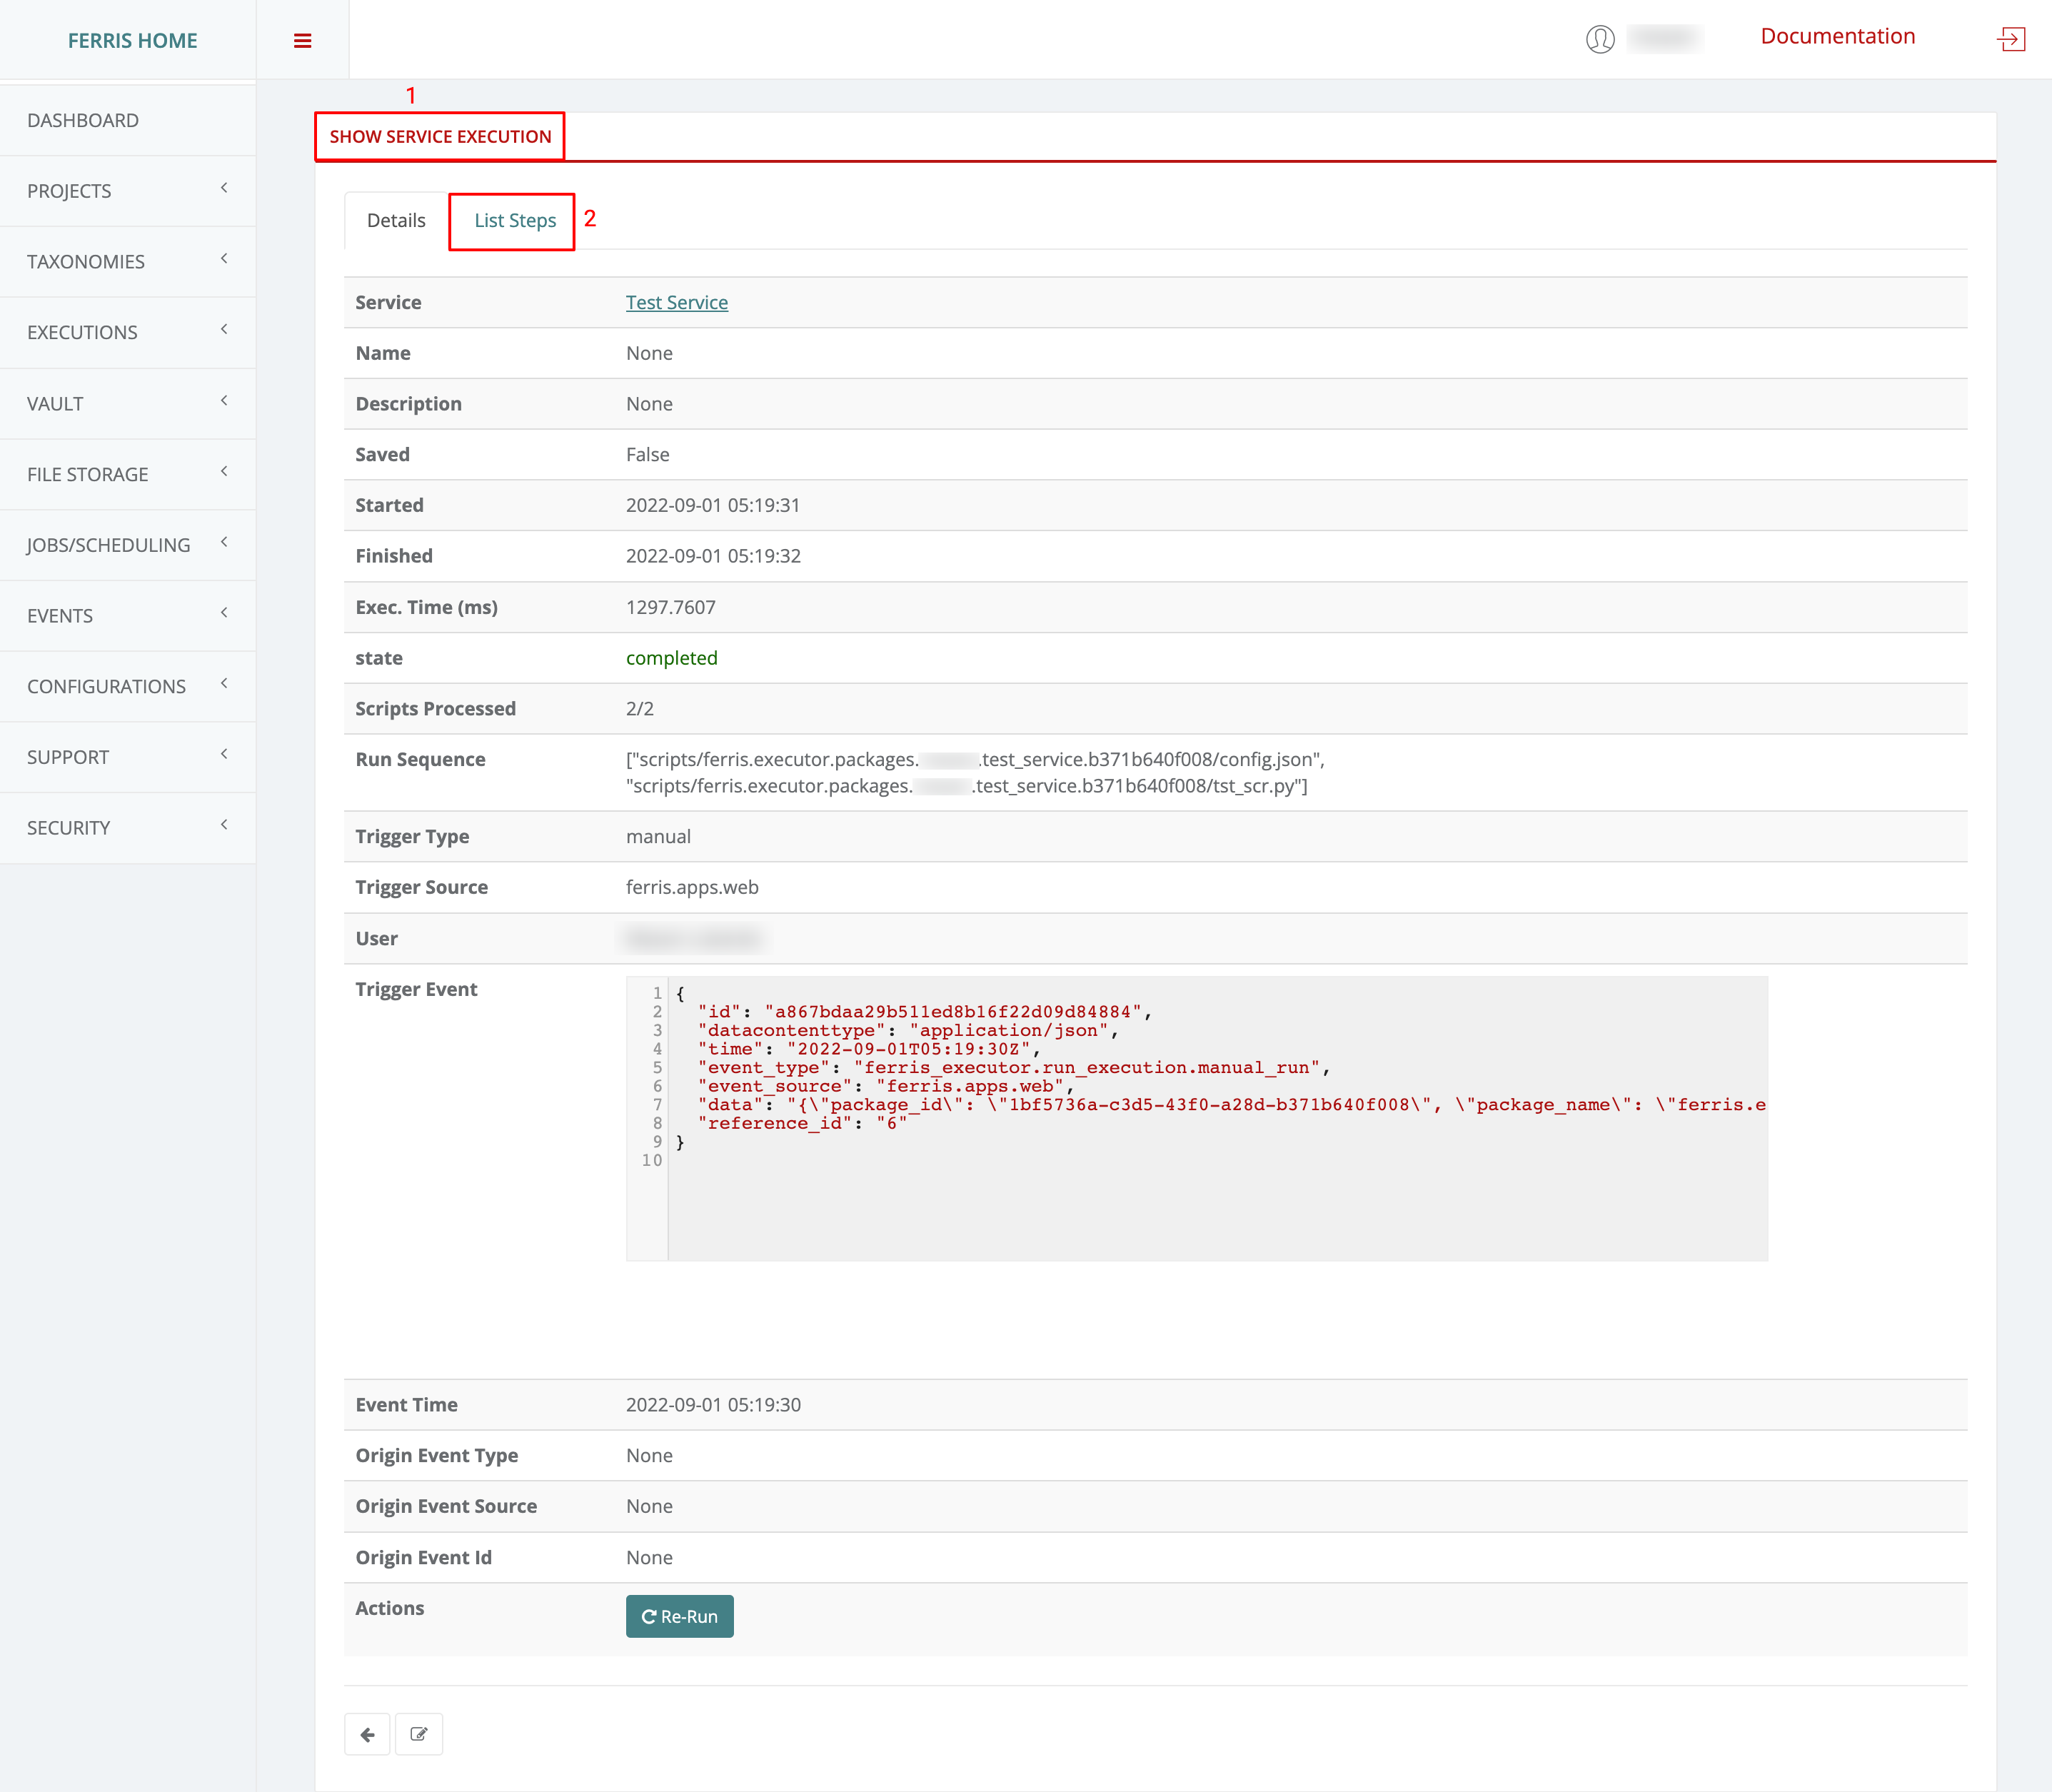 FERRIS HOME
Documentation
DASHBOARD
PROJECTS
TAXONOMIES
EXECUTIONS
VAULT
FILE STORAGE
JOBS/SCHEDULING
EVENTS
CONFIGURATIONS
SUPPORT
SECURITY
1
SHOW SERVICE EXECUTION
Details List Steps 2
Service Test Service
Name None
Description None
Saved False
Started 2022-09-01 05:19:31
Finished 2022-09-01 05:19:32
Exec. Time (ms) 1297.7607
state completed
Scripts Processed 2/2
Run Sequence ["scripts/ferris.executor.packages. .test_service.b371b640f008/config.json",
"scripts/ferris.executor.packages. .test_service.b371b640f008/tst_scr.py"]
Trigger Type manual
Trigger Source ferris.apps.web
User
Trigger Event
1 {
2 "id": "a867bdaa29b511ed8b16f22d09d84884",
3 "datacontenttype": "application/json",
4 "time": "2022-09-01T05:19:30Z",
5 "event_type": "ferris_executor.run_execution.manual_run",
6 "event_source": "ferris.apps.web",
7 "data": "{\"package_id\": \"1bf5736a-c3d5-43f0-a28d-b371b640f008\", \"package_name\": \"ferris.e
8 "reference_id": "6"
9 }
10
Event Time 2022-09-01 05:19:30
Origin Event Type None
Origin Event Source None
Origin Event Id None
Actions Re-Run